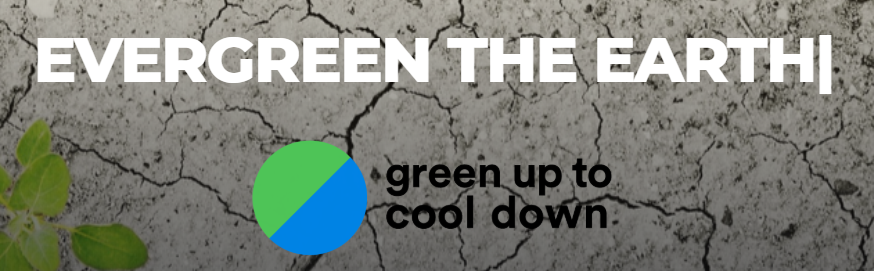 EVERGREEN THE EARTH|
green up to
cool down